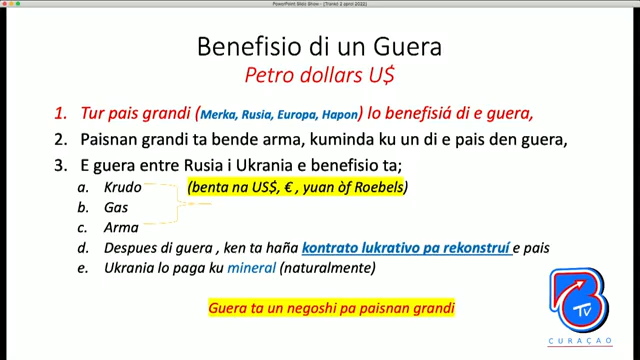 PowerPoint Slide Show - [Transd 2 april 2022]
Benefisio di un Guera
Petro dollars U$
1. Tur pais grandi (Merka, Rusia, Europa, Hapon) lo benefisiá di e guera,
2. Paisnan grandi ta bende arma, kuminda ku un di e pais den guera,
3. E guera entre Rusia i Ukrania e benefisio ta;
a. Krudo (benta na US$, € , yuan òf Roebels)
b. Gas
c. Arma
d. Despues di guera , ken ta haña kontrato lukrativo pa rekonstruí e pais
e. Ukrania lo paga ku mineral (naturalmente)
Guera ta un negoshi pa paisnan grandi
TV
CURAÇAO